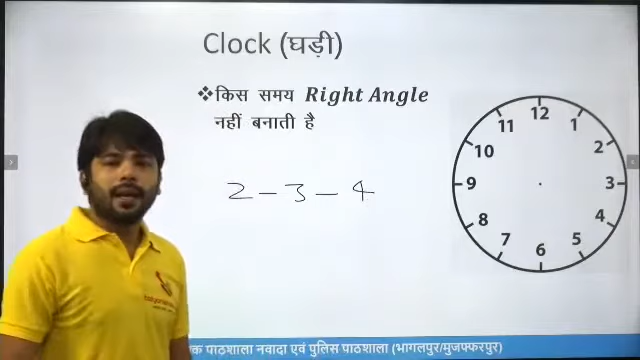 Clock (घड़ी)
❖किस समय Right Angle
नहीं बनाती है
2 – 3 – 4
12
1
2
3
4
5
6
7
8
9
10
11
पाठशाला नवादा एवं पुलिस पाठशाला (भागलपुर/मुजफ्फरपुर)